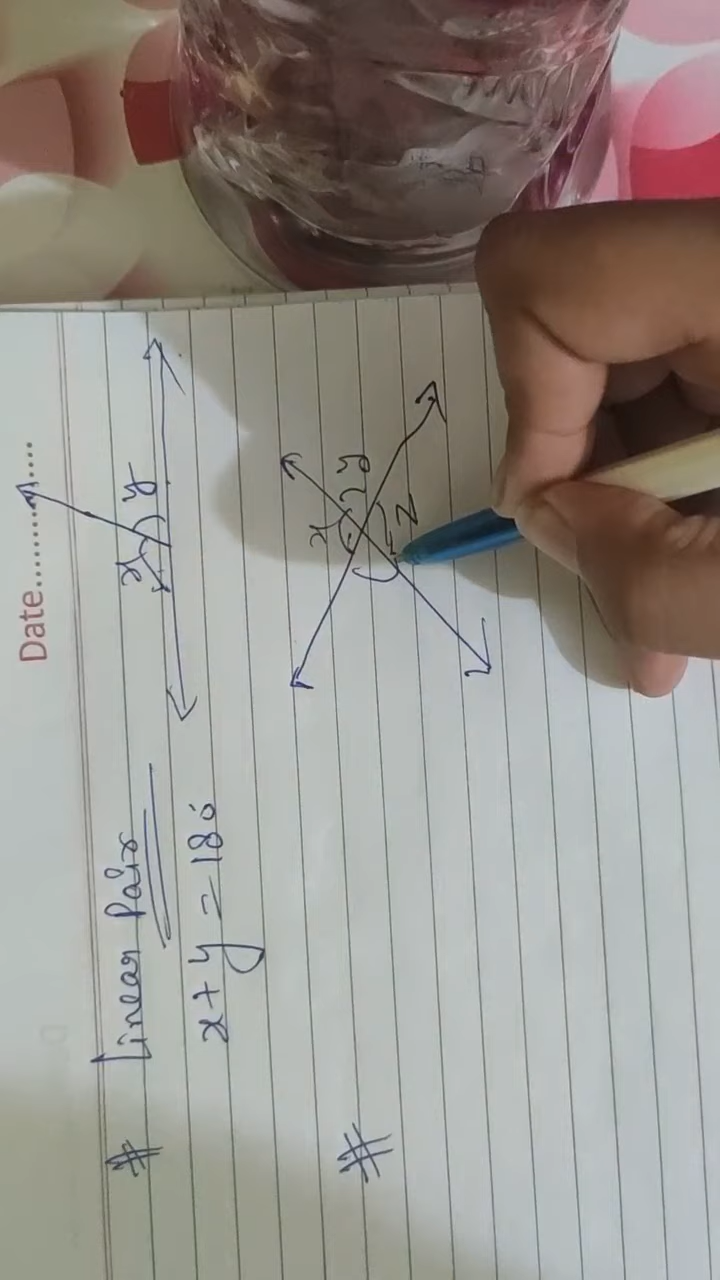 Date..............
# Linear Pair
x y
x + y = 180°
#
x y
z